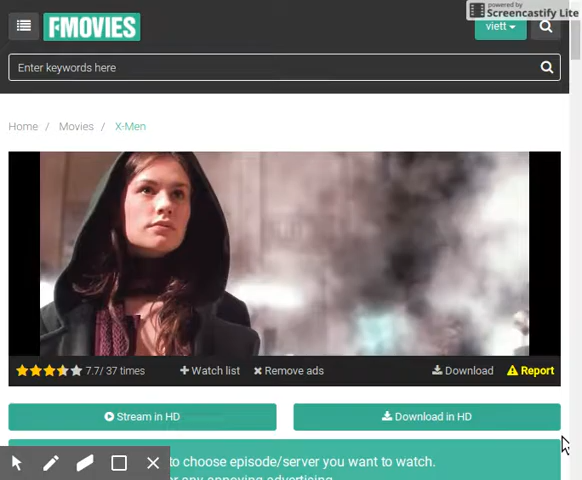 powered by
Screencastify Lite
FMOVIES
viett
Enter keywords here
Home / Movies / X-Men
7.7/ 37 times
Watch list
Remove ads
Download
Report
Stream in HD
Download in HD
to choose episode/server you want to watch.